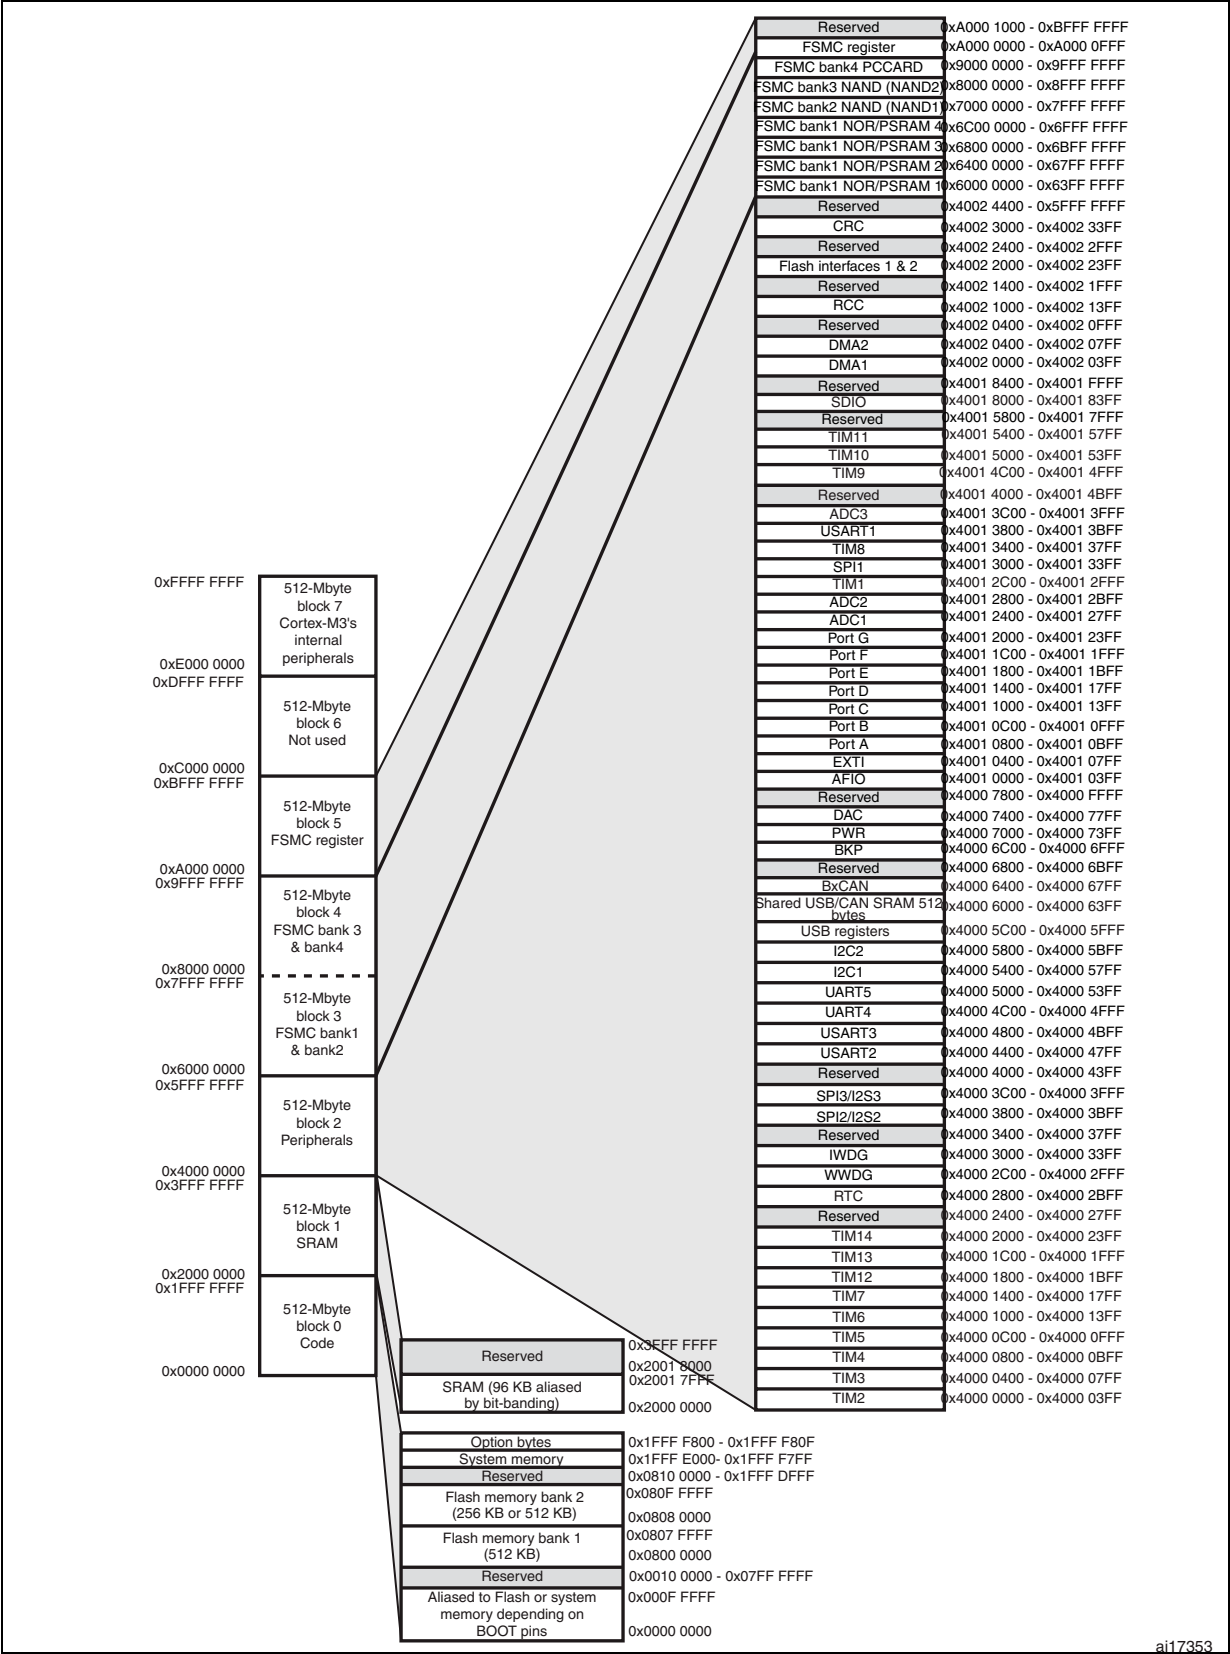 Reserved 0xA000 1000 - 0xBFFF FFFF
FSMC register 0xA000 0000 - 0xA000 0FFF
FSMC bank4 PCCARD 0x9000 0000 - 0x9FFF FFFF
FSMC bank3 NAND (NAND2) 0x8000 0000 - 0x8FFF FFFF
FSMC bank2 NAND (NAND1) 0x7000 0000 - 0x7FFF FFFF
FSMC bank1 NOR/PSRAM 4 0x6C00 0000 - 0x6FFF FFFF
FSMC bank1 NOR/PSRAM 3 0x6800 0000 - 0x6BFF FFFF
FSMC bank1 NOR/PSRAM 2 0x6400 0000 - 0x67FF FFFF
FSMC bank1 NOR/PSRAM 1 0x6000 0000 - 0x63FF FFFF
Reserved 0x4002 4400 - 0x5FFF FFFF
CRC 0x4002 3000 - 0x4002 33FF
Reserved 0x4002 2400 - 0x4002 2FFF
Flash interfaces 1 & 2 0x4002 2000 - 0x4002 23FF
Reserved 0x4002 1400 - 0x4002 1FFF
RCC 0x4002 1000 - 0x4002 13FF
Reserved 0x4002 0400 - 0x4002 0FFF
DMA2 0x4002 0400 - 0x4002 07FF
DMA1 0x4002 0000 - 0x4002 03FF
Reserved 0x4001 8400 - 0x4001 FFFF
SDIO 0x4001 8000 - 0x4001 83FF
Reserved 0x4001 5800 - 0x4001 7FFF
TIM11 0x4001 5400 - 0x4001 57FF
TIM10 0x4001 5000 - 0x4001 53FF
TIM9 0x4001 4C00 - 0x4001 4FFF
Reserved 0x4001 4000 - 0x4001 4BFF
ADC3 0x4001 3C00 - 0x4001 3FFF
USART1 0x4001 3800 - 0x4001 3BFF
TIM8 0x4001 3400 - 0x4001 37FF
SPI1 0x4001 3000 - 0x4001 33FF
TIM1 0x4001 2C00 - 0x4001 2FFF
ADC2 0x4001 2800 - 0x4001 2BFF
ADC1 0x4001 2400 - 0x4001 27FF
Port G 0x4001 2000 - 0x4001 23FF
Port F 0x4001 1C00 - 0x4001 1FFF
Port E 0x4001 1800 - 0x4001 1BFF
Port D 0x4001 1400 - 0x4001 17FF
Port C 0x4001 1000 - 0x4001 13FF
Port B 0x4001 0C00 - 0x4001 0FFF
Port A 0x4001 0800 - 0x4001 0BFF
EXTI 0x4001 0400 - 0x4001 07FF
AFIO 0x4001 0000 - 0x4001 03FF
Reserved 0x4000 7800 - 0x4000 FFFF
DAC 0x4000 7400 - 0x4000 77FF
PWR 0x4000 7000 - 0x4000 73FF
BKP 0x4000 6C00 - 0x4000 6FFF
Reserved 0x4000 6800 - 0x4000 6BFF
BxCAN 0x4000 6400 - 0x4000 67FF
Shared USB/CAN SRAM 512 0x4000 6000 - 0x4000 63FF
bytes
USB registers 0x4000 5C00 - 0x4000 5FFF
I2C2 0x4000 5800 - 0x4000 5BFF
I2C1 0x4000 5400 - 0x4000 57FF
UART5 0x4000 5000 - 0x4000 53FF
UART4 0x4000 4C00 - 0x4000 4FFF
USART3 0x4000 4800 - 0x4000 4BFF
USART2 0x4000 4400 - 0x4000 47FF
Reserved 0x4000 4000 - 0x4000 43FF
SPI3/I2S3 0x4000 3C00 - 0x4000 3FFF
SPI2/I2S2 0x4000 3800 - 0x4000 3BFF
Reserved 0x4000 3400 - 0x4000 37FF
IWDG 0x4000 3000 - 0x4000 33FF
WWDG 0x4000 2C00 - 0x4000 2FFF
RTC 0x4000 2800 - 0x4000 2BFF
Reserved 0x4000 2400 - 0x4000 27FF
TIM14 0x4000 2000 - 0x4000 23FF
TIM13 0x4000 1C00 - 0x4000 1FFF
TIM12 0x4000 1800 - 0x4000 1BFF
TIM7 0x4000 1400 - 0x4000 17FF
TIM6 0x4000 1000 - 0x4000 13FF
TIM5 0x4000 0C00 - 0x4000 0FFF
TIM4 0x4000 0800 - 0x4000 0BFF
TIM3 0x4000 0400 - 0x4000 07FF
TIM2 0x4000 0000 - 0x4000 03FF
0xFFFF FFFF
512-Mbyte
block 7
Cortex-M3's
internal
peripherals
0xE000 0000
0xDFFF FFFF
512-Mbyte
block 6
Not used
0xC000 0000
0xBFFF FFFF
512-Mbyte
block 5
FSMC register
0xA000 0000
0x9FFF FFFF
512-Mbyte
block 4
FSMC bank 3
& bank4
0x8000 0000
0x7FFF FFFF
512-Mbyte
block 3
FSMC bank1
& bank2
0x6000 0000
0x5FFF FFFF
512-Mbyte
block 2
Peripherals
0x4000 0000
0x3FFF FFFF
512-Mbyte
block 1
SRAM
0x2000 0000
0x1FFF FFFF
512-Mbyte
block 0
Code
0x0000 0000
0x3FFF FFFF
Reserved
0x2001 8000
0x2001 7FFF
SRAM (96 KB aliased
by bit-banding)
0x2000 0000
Option bytes 0x1FFF F800 - 0x1FFF F80F
System memory 0x1FFF E000- 0x1FFF F7FF
Reserved 0x0810 0000 - 0x1FFF DFFF
0x080F FFFF
Flash memory bank 2
(256 KB or 512 KB)
0x0808 0000
0x0807 FFFF
Flash memory bank 1
(512 KB)
0x0800 0000
Reserved 0x0010 0000 - 0x07FF FFFF
Aliased to Flash or system 0x000F FFFF
memory depending on
BOOT pins 0x0000 0000
ai17353